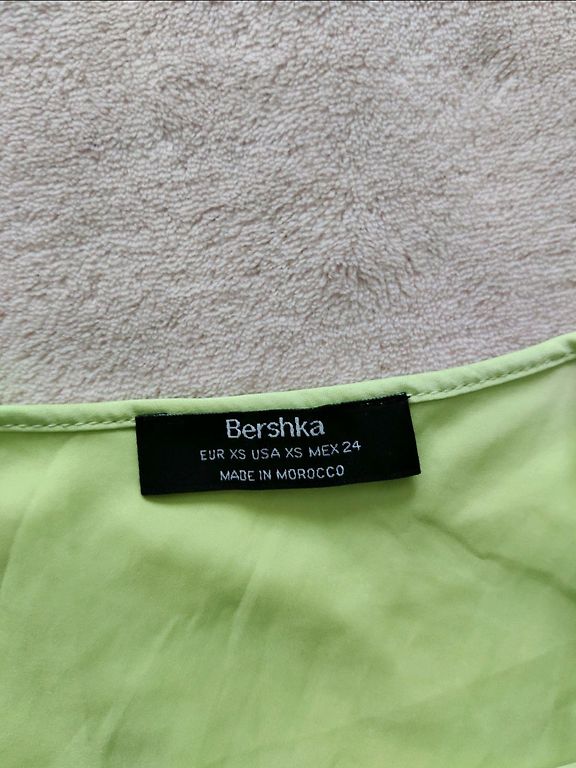 Bershka
EUR XS USA XS MEX 24
MADE IN MOROCCO